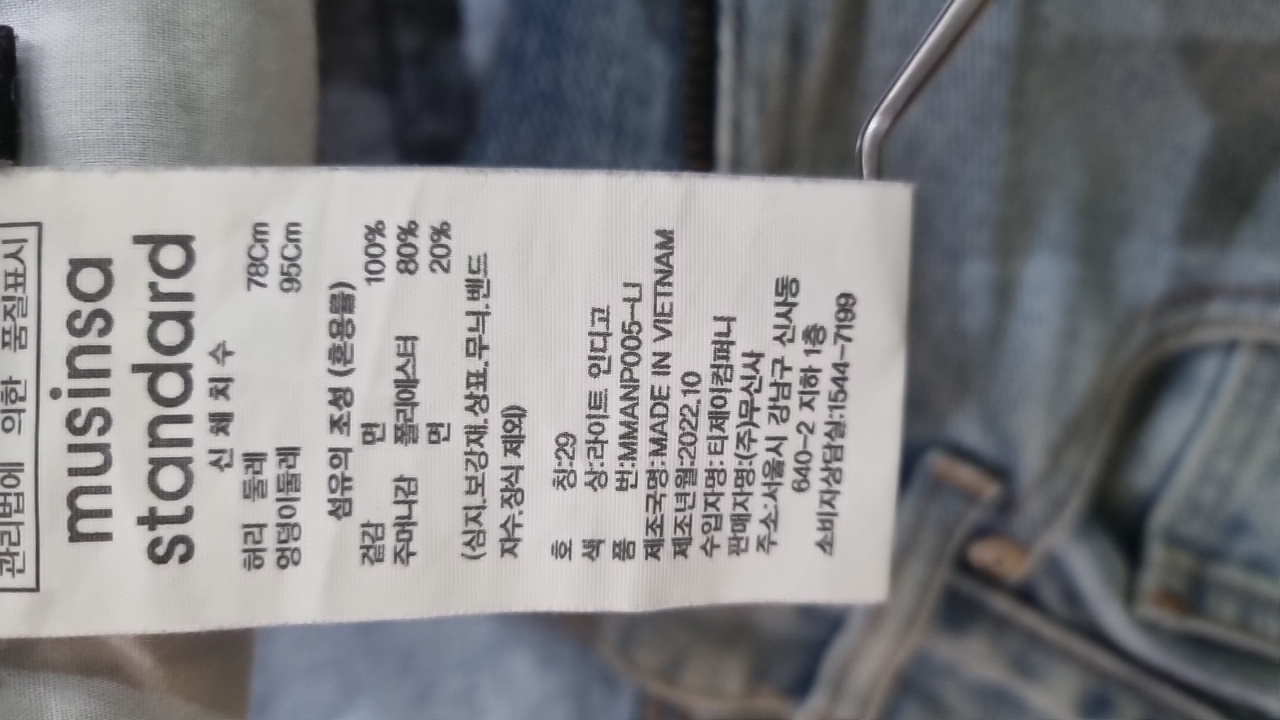 관리법에 의한 품질표시
musinsa
standard
신 체 치 수
허리 둘레 78Cm
엉덩이둘레 95Cm
섬유의 조성 (혼용율)
겉감 면 100%
주머니감 폴리에스터 80%
면 20%
(심지.보강재.상표.무늬.밴드
자수.장식 제외)
호 칭:29
색 상:라이트 인디고
품 번:MMANP005-LI
제조국명:MADE IN VIETNAM
제조년월:2022.10
수입자명:티제이컴퍼니
판매자명:(주)무신사
주소:서울시 강남구 신사동
640-2 지하 1층
소비자상담실:1544-7199